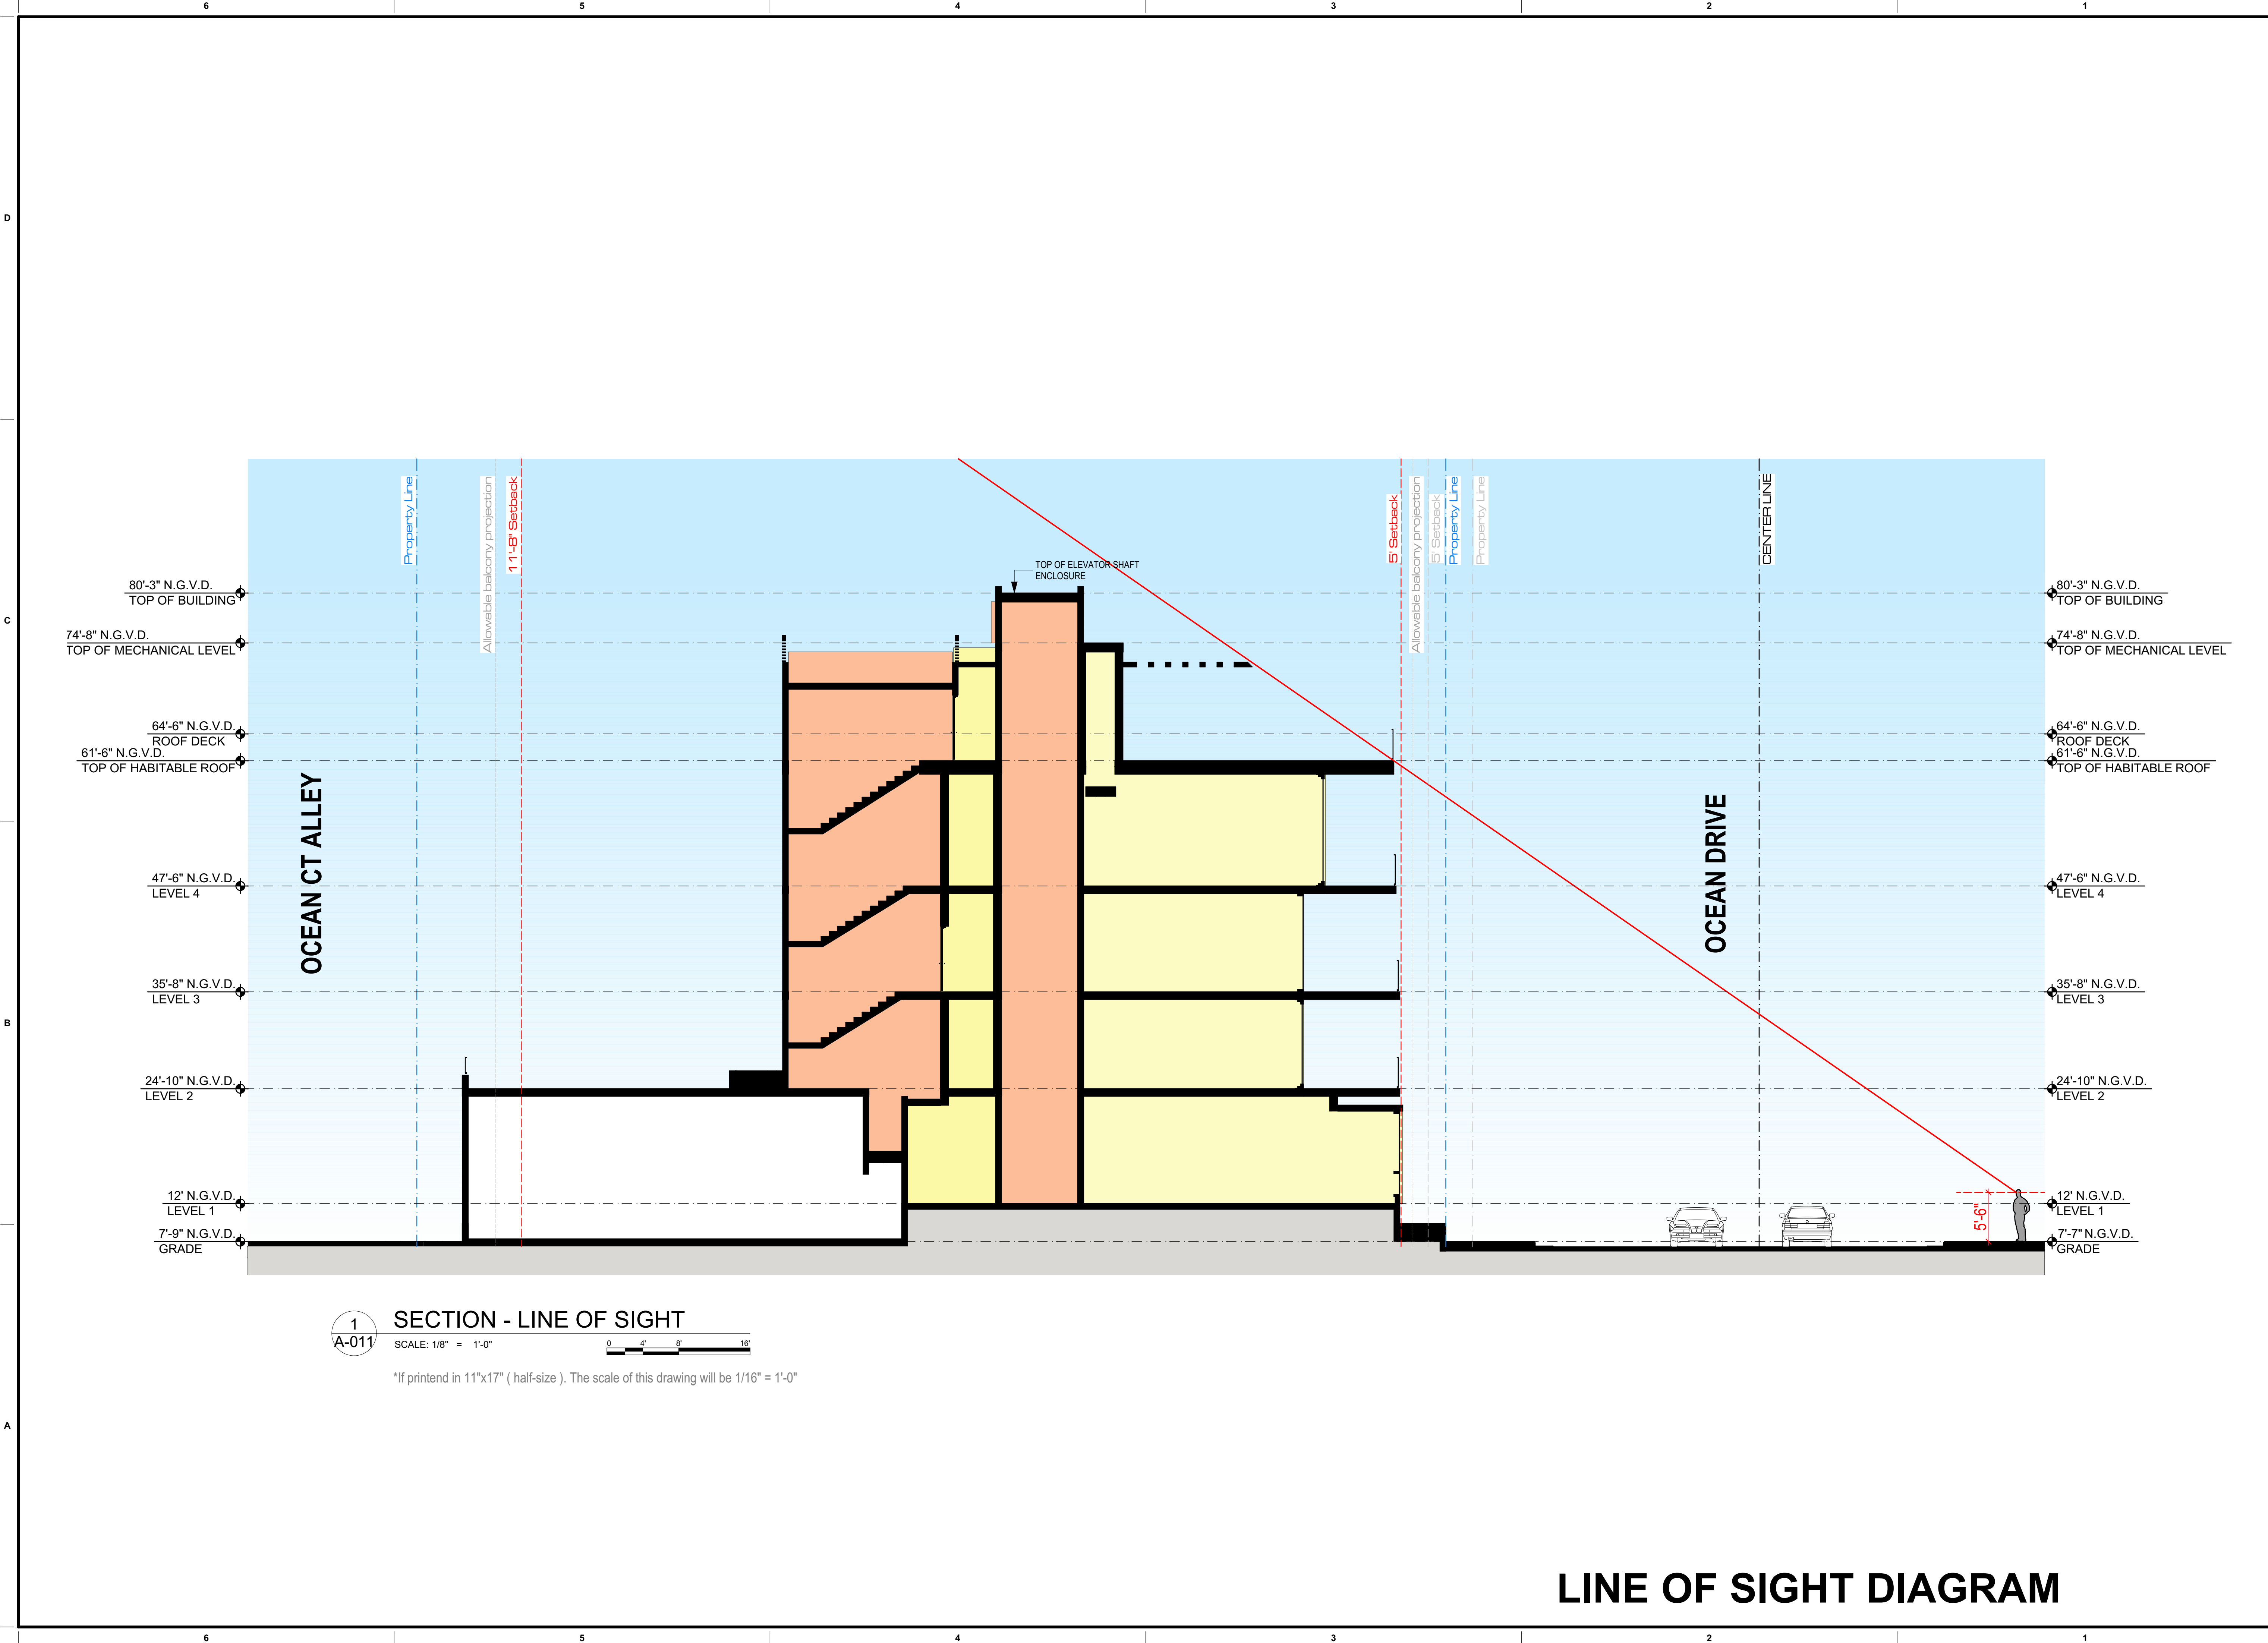 6 5 4 3 2 1
D
C
B
A
Property Line
Allowable balcony projection
11'-8" Setback
5' Setback
Allowable balcony projection
5' Setback
Property Line
Property Line
CENTER LINE
TOP OF ELEVATOR SHAFT
ENCLOSURE
80'-3" N.G.V.D.
TOP OF BUILDING
74'-8" N.G.V.D.
TOP OF MECHANICAL LEVEL
64'-6" N.G.V.D.
ROOF DECK
61'-6" N.G.V.D.
TOP OF HABITABLE ROOF
47'-6" N.G.V.D.
LEVEL 4
35'-8" N.G.V.D.
LEVEL 3
24'-10" N.G.V.D.
LEVEL 2
12' N.G.V.D.
LEVEL 1
7'-9" N.G.V.D.
GRADE
OCEAN CT ALLEY
OCEAN DRIVE
80'-3" N.G.V.D.
TOP OF BUILDING
74'-8" N.G.V.D.
TOP OF MECHANICAL LEVEL
64'-6" N.G.V.D.
ROOF DECK
61'-6" N.G.V.D.
TOP OF HABITABLE ROOF
47'-6" N.G.V.D.
LEVEL 4
35'-8" N.G.V.D.
LEVEL 3
24'-10" N.G.V.D.
LEVEL 2
12' N.G.V.D.
LEVEL 1
7'-7" N.G.V.D.
GRADE
5'-6"
1
A-011
SECTION - LINE OF SIGHT
SCALE: 1/8" = 1'-0"
0 4' 8' 16'
*If printend in 11"x17" ( half-size ). The scale of this drawing will be 1/16" = 1'-0"
LINE OF SIGHT DIAGRAM
6 5 4 3 2 1